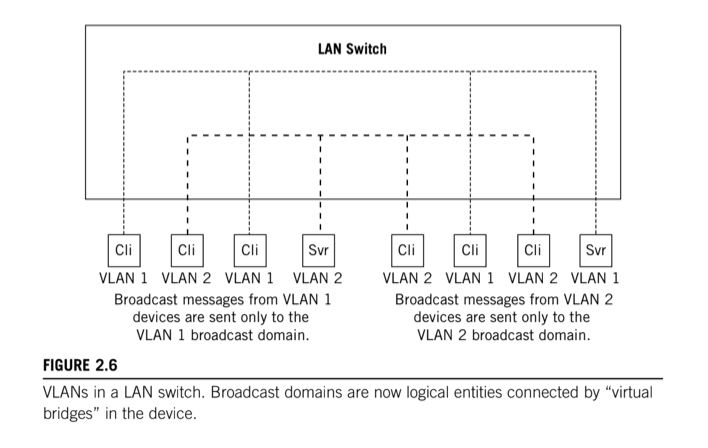 LAN Switch
Cli Cli Cli Svr Cli Cli Cli Svr
VLAN 1 VLAN 2 VLAN 1 VLAN 2 VLAN 2 VLAN 1 VLAN 2 VLAN 1
Broadcast messages from VLAN 1
devices are sent only to the
VLAN 1 broadcast domain.
Broadcast messages from VLAN 2
devices are sent only to the
VLAN 2 broadcast domain.
FIGURE 2.6
VLANs in a LAN switch. Broadcast domains are now logical entities connected by “virtual
bridges” in the device.